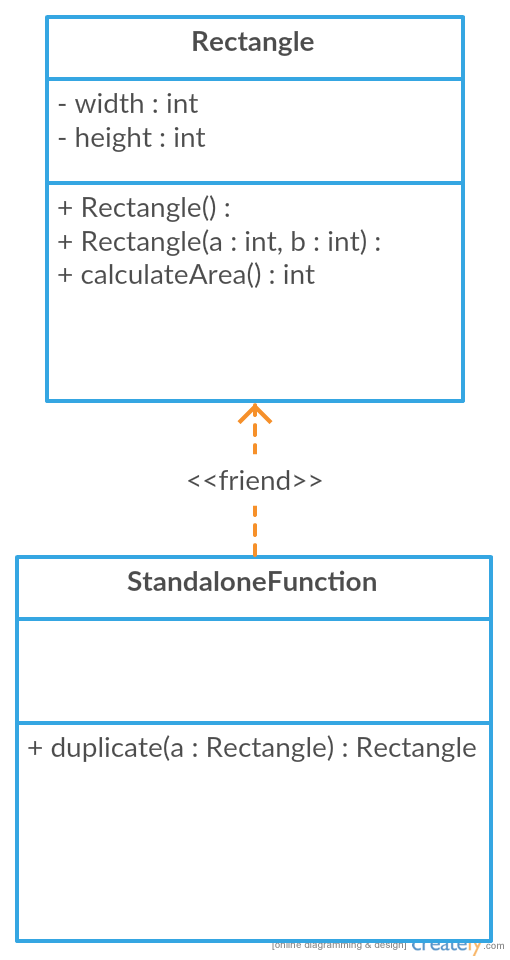 Rectangle
- width : int
- height : int
+ Rectangle() :
+ Rectangle(a : int, b : int) :
+ calculateArea() : int
<<friend>>
StandaloneFunction
+ duplicate(a : Rectangle) : Rectangle
[online diagramming & design] creately.com